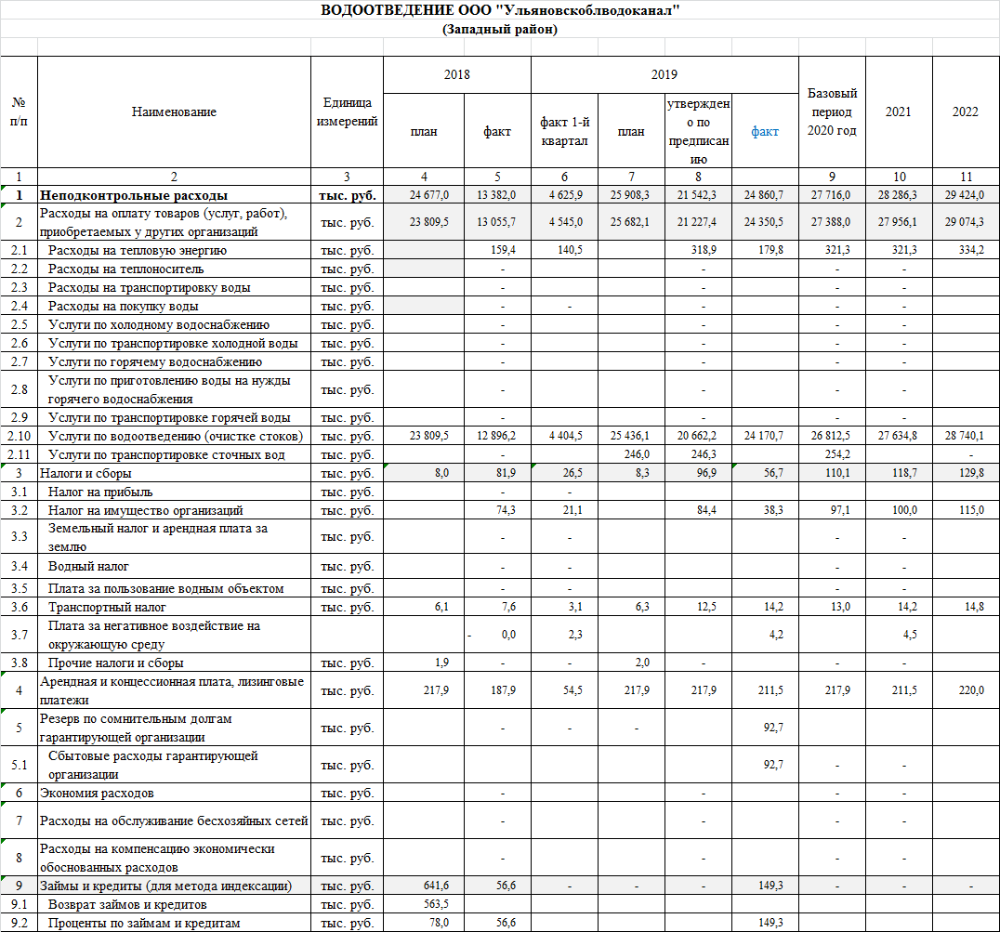 ВОДООТВЕДЕНИЕ ООО "Ульяновскоблводоканал"
(Западный район)
№ п/п Наименование Единица измерений 2018 2019 Базовый период 2020 год 2021 2022
план факт факт 1-й квартал план утверждено по предписанию факт
1 2 3 4 5 6 7 8 9 10 11
1 Неподконтрольные расходы тыс. руб. 24 677,0 13 382,0 4 625,9 25 908,3 21 542,3 24 860,7 27 716,0 28 286,3 29 424,0
2 Расходы на оплату товаров (услуг, работ),
приобретаемых у других организаций тыс. руб. 23 809,5 13 055,7 4 545,0 25 682,1 21 227,4 24 350,5 27 388,0 27 956,1 29 074,3
2.1 Расходы на тепловую энергию тыс. руб. 159,4 140,5 318,9 179,8 321,3 321,3 334,2
2.2 Расходы на теплоноситель тыс. руб. - - - -
2.3 Расходы на транспортировку воды тыс. руб. - - - -
2.4 Расходы на покупку воды тыс. руб. - - - - -
2.5 Услуги по холодному водоснабжению тыс. руб. - - - -
2.6 Услуги по транспортировке холодной воды тыс. руб. - - - -
2.7 Услуги по горячему водоснабжению тыс. руб. - - - -
2.8 Услуги по приготовлению воды на нужды
горячего водоснабжения тыс. руб. - - - -
2.9 Услуги по транспортировке горячей воды тыс. руб. - - - -
2.10 Услуги по водоотведению (очистке стоков) тыс. руб. 23 809,5 12 896,2 4 404,5 25 436,1 20 662,2 24 170,7 26 812,5 27 634,8 28 740,1
2.11 Услуги по транспортировке сточных вод тыс. руб. - 246,0 246,3 254,2 -
3 Налоги и сборы тыс. руб. 8,0 81,9 26,5 8,3 96,9 56,7 110,1 118,7 129,8
3.1 Налог на прибыль тыс. руб. - - - -
3.2 Налог на имущество организаций тыс. руб. 74,3 21,1 84,4 38,3 97,1 100,0 115,0
3.3 Земельный налог и арендная плата за
землю тыс. руб. - - - -
3.4 Водный налог тыс. руб. - - - -
3.5 Плата за пользование водным объектом тыс. руб. - - - -
3.6 Транспортный налог тыс. руб. 6,1 7,6 3,1 6,3 12,5 14,2 13,0 14,2 14,8
3.7 Плата за негативное воздействие на
окружающую среду - 0,0 2,3 4,2 4,5
3.8 Прочие налоги и сборы тыс. руб. 1,9 - - 2,0 - - -
4 Арендная и концессионная плата, лизинговые
платежи тыс. руб. 217,9 187,9 54,5 217,9 217,9 211,5 217,9 211,5 220,0
5 Резерв по сомнительным долгам
гарантирующей организации тыс. руб. - - - 92,7
5.1 Сбытовые расходы гарантирующей
организации тыс. руб. 92,7 - -
6 Экономия расходов тыс. руб. - - - -
7 Расходы на обслуживание бесхозяйных сетей тыс. руб. - - - -
8 Расходы на компенсацию экономически
обоснованных расходов тыс. руб. - - - -
9 Займы и кредиты (для метода индексации) тыс. руб. 641,6 56,6 - - - 149,3 - - -
9.1 Возврат займов и кредитов тыс. руб. 563,5
9.2 Проценты по займам и кредитам тыс. руб. 78,0 56,6 149,3